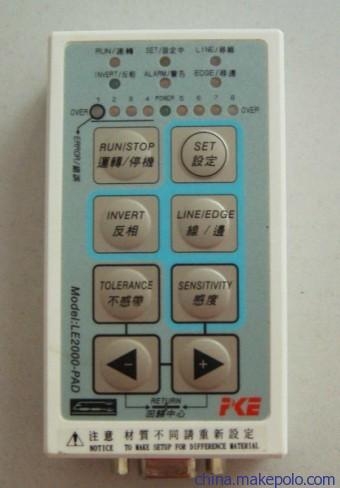 RUN/運轉 SET/設定中 LINE/尋線
INVERT/反相 ALARM/警告 EDGE/尋邊
1 2 3 4 POWER 5 6 7 8
OVER OVER
ERROR/
RUN/STOP
運轉/停機
SET
設定
INVERT
反相
LINE/EDGE
線/邊
TOLERANCE
不感帶
SENSITIVITY
感度
Model:LE2000-PAD
- +
RETURN
回歸中心
PKE
注意 材質不同請重新設定
NOTICE TO MAKE SETUP FOR DIFFERENCE MATERIAL
china.makepolo.com